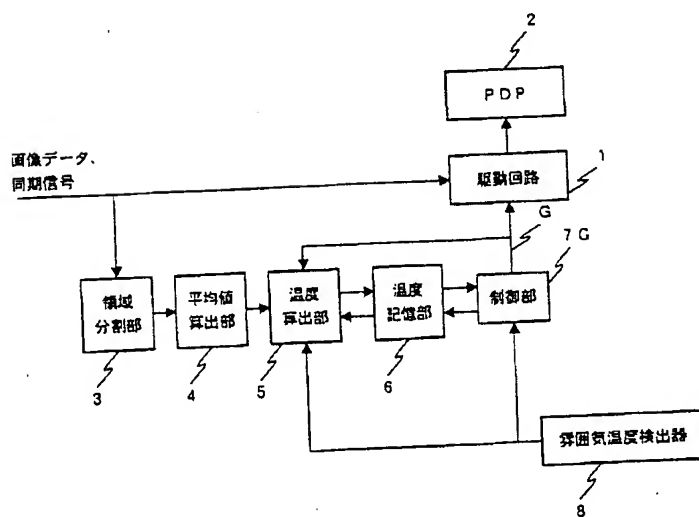 2
PDP
画像データ、
同期信号
1
駆動回路
G
7G
領域
分割部
平均値
算出部
温度
算出部
温度
記憶部
制御部
3
4
5
6
雰囲気温度検出器
8